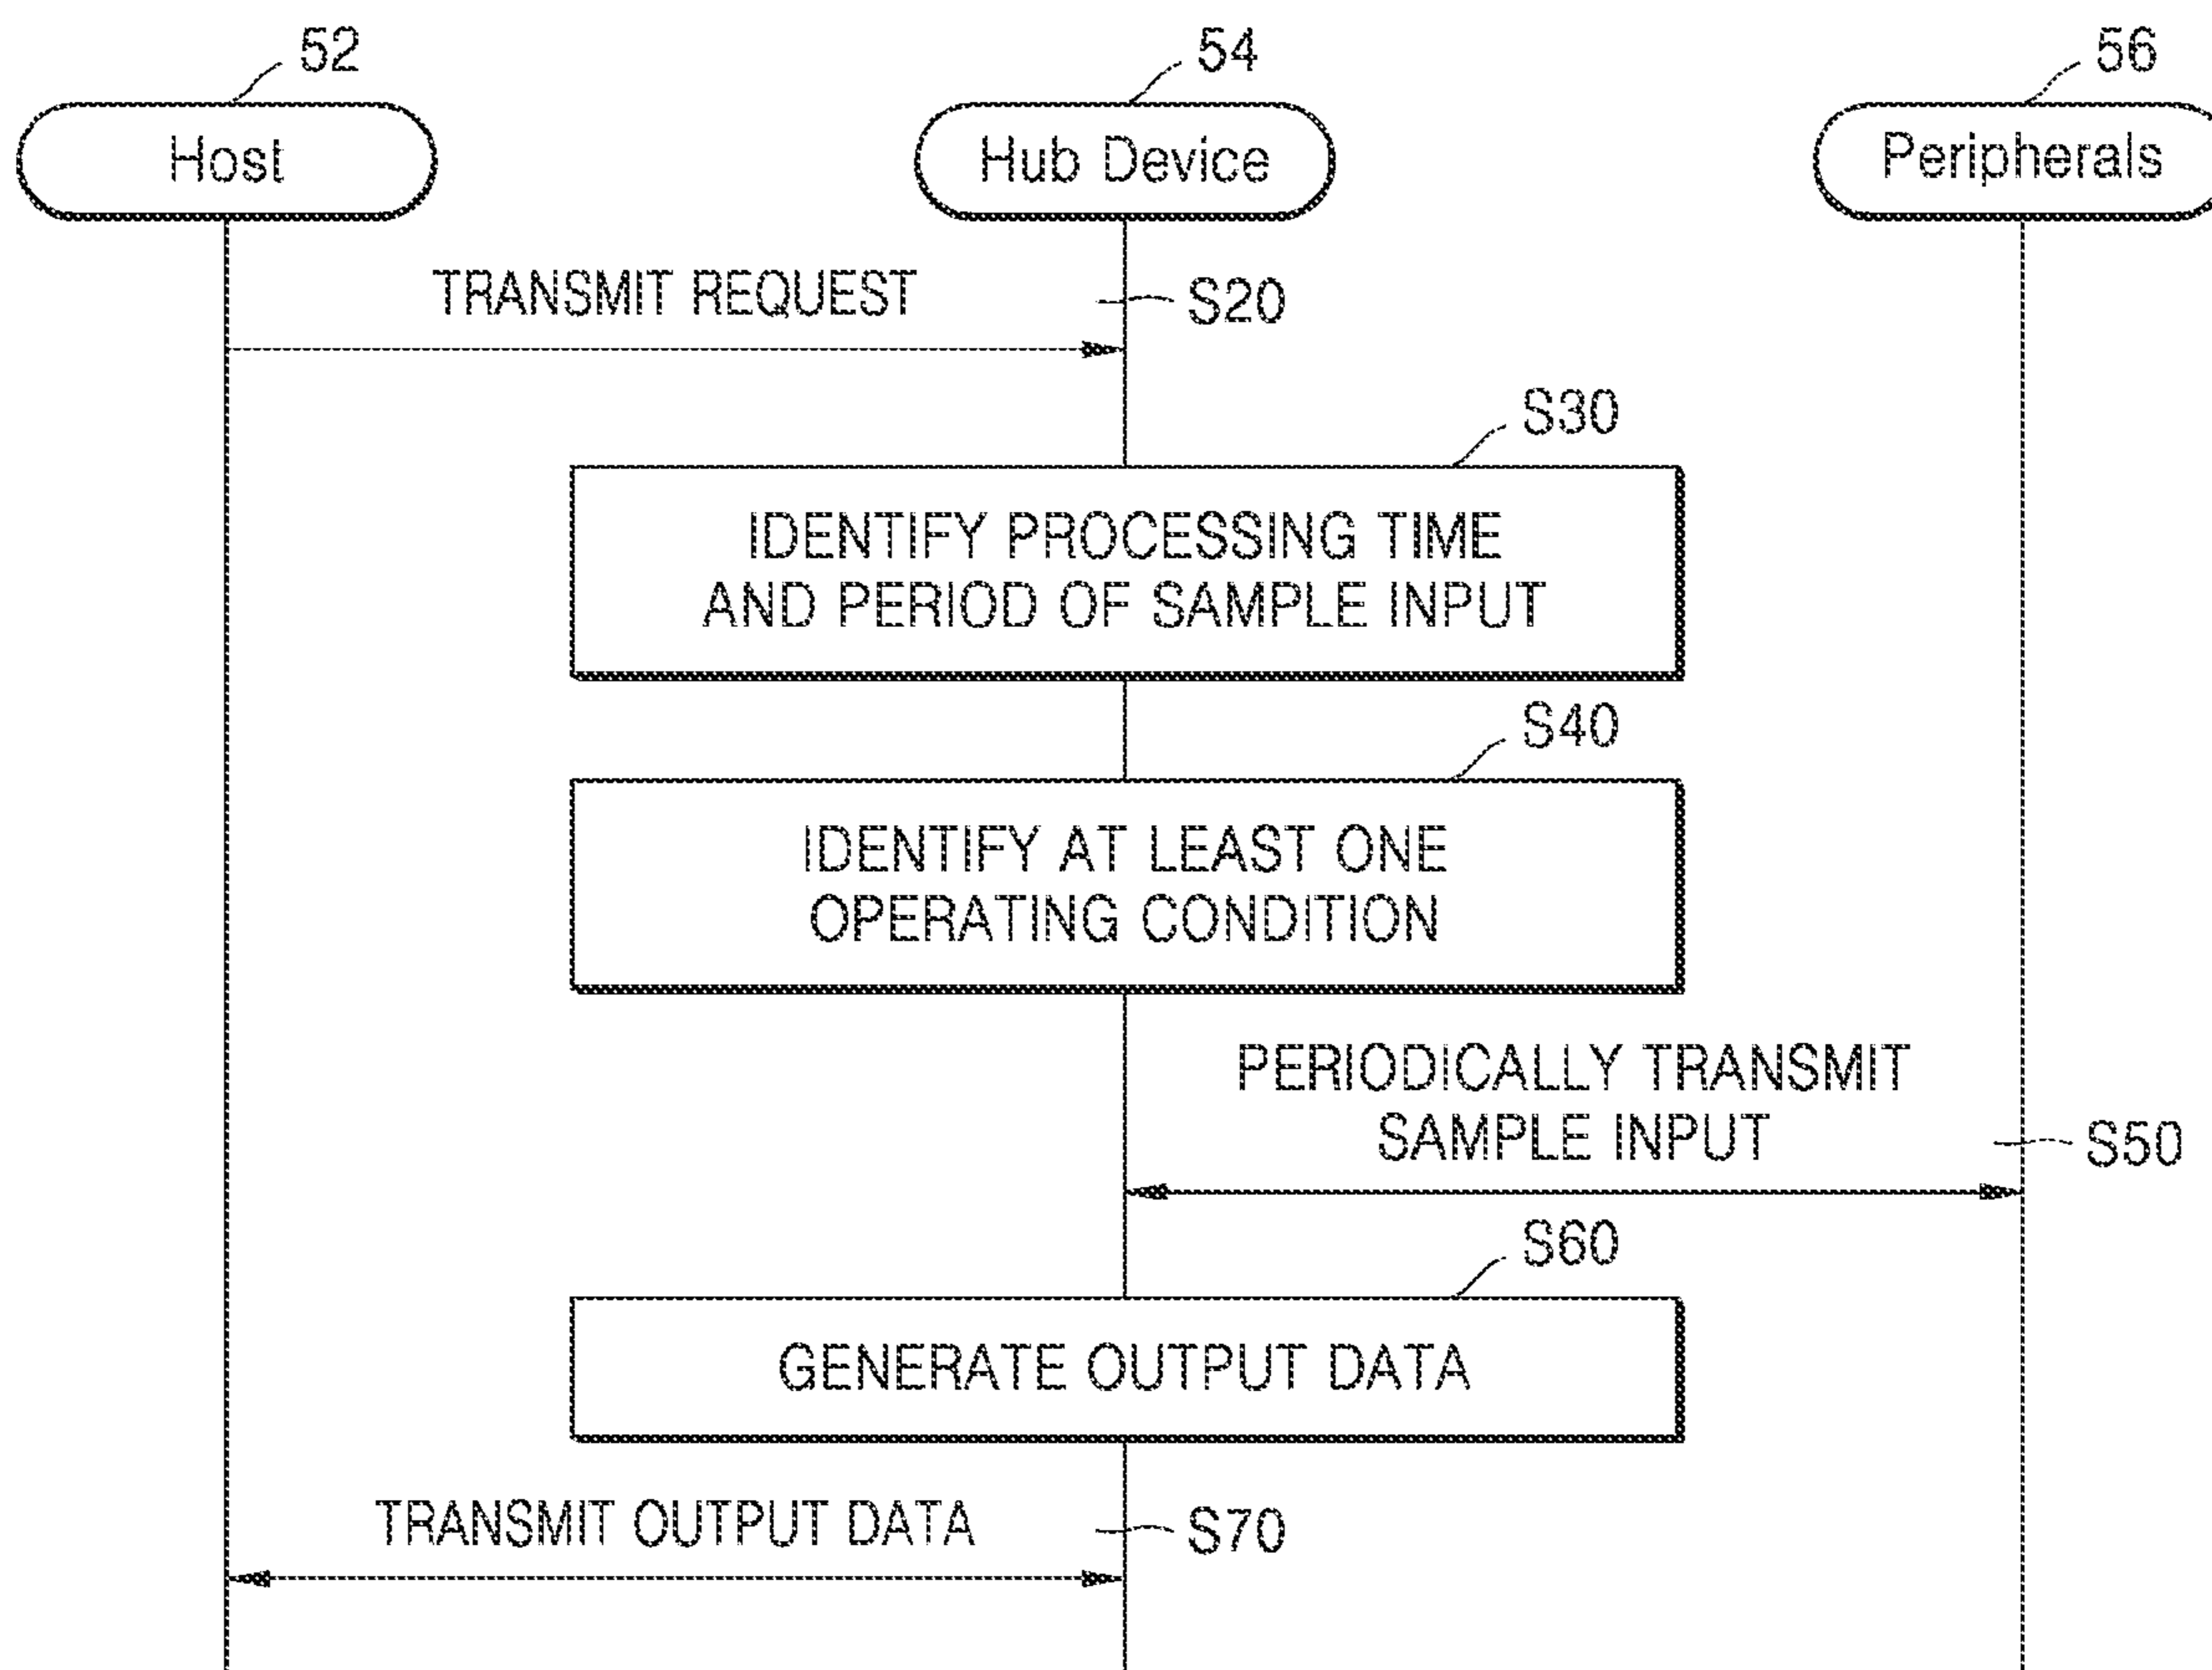 52
54
56
Host
Hub Device
Peripherals
TRANSMIT REQUEST
S20
S30
IDENTIFY PROCESSING TIME
AND PERIOD OF SAMPLE INPUT
S40
IDENTIFY AT LEAST ONE
OPERATING CONDITION
PERIODICALLY TRANSMIT
SAMPLE INPUT
S50
S60
GENERATE OUTPUT DATA
TRANSMIT OUTPUT DATA
S70